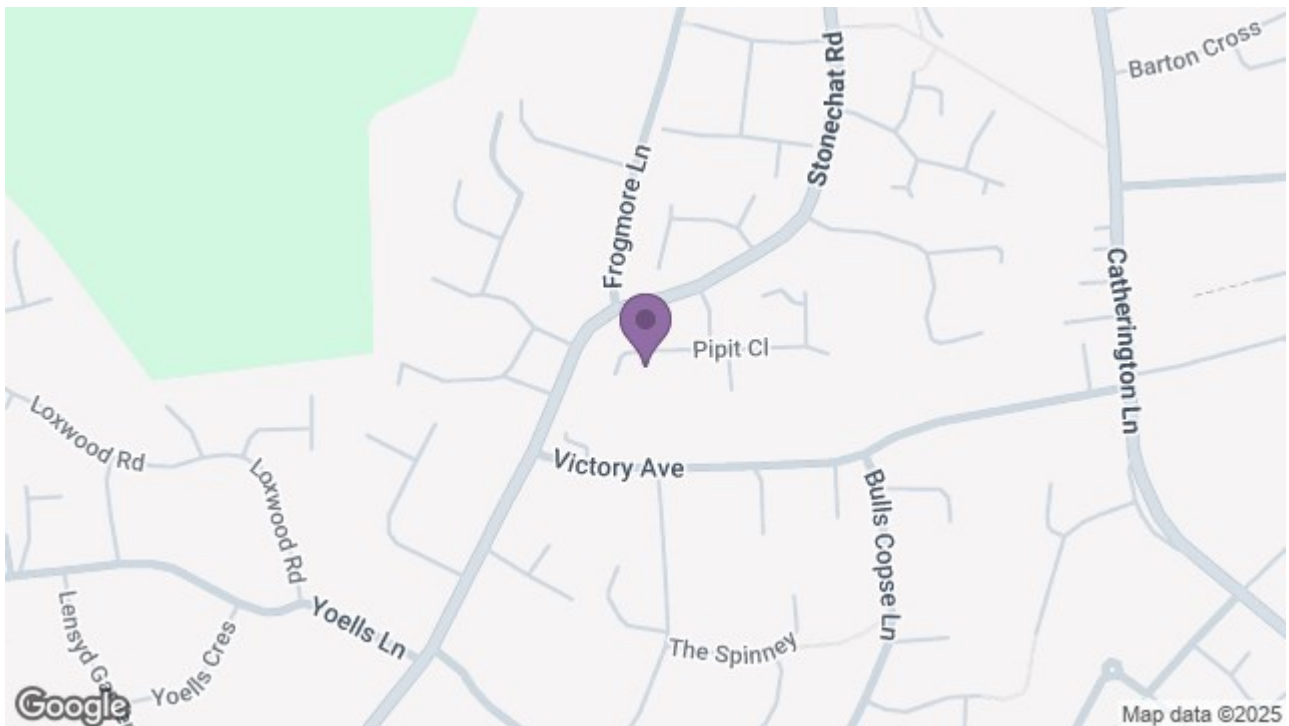 Barton Cross
Stonechat Rd
Frogmore Ln
Catherington Ln
Pipit Cl
Loxwood Rd
Victory Ave
Loxwood Rd
Bulls Copse Ln
Yoells Ln
Lensyd
The Spinney
Yoells Cres
Google
Map data ©2025